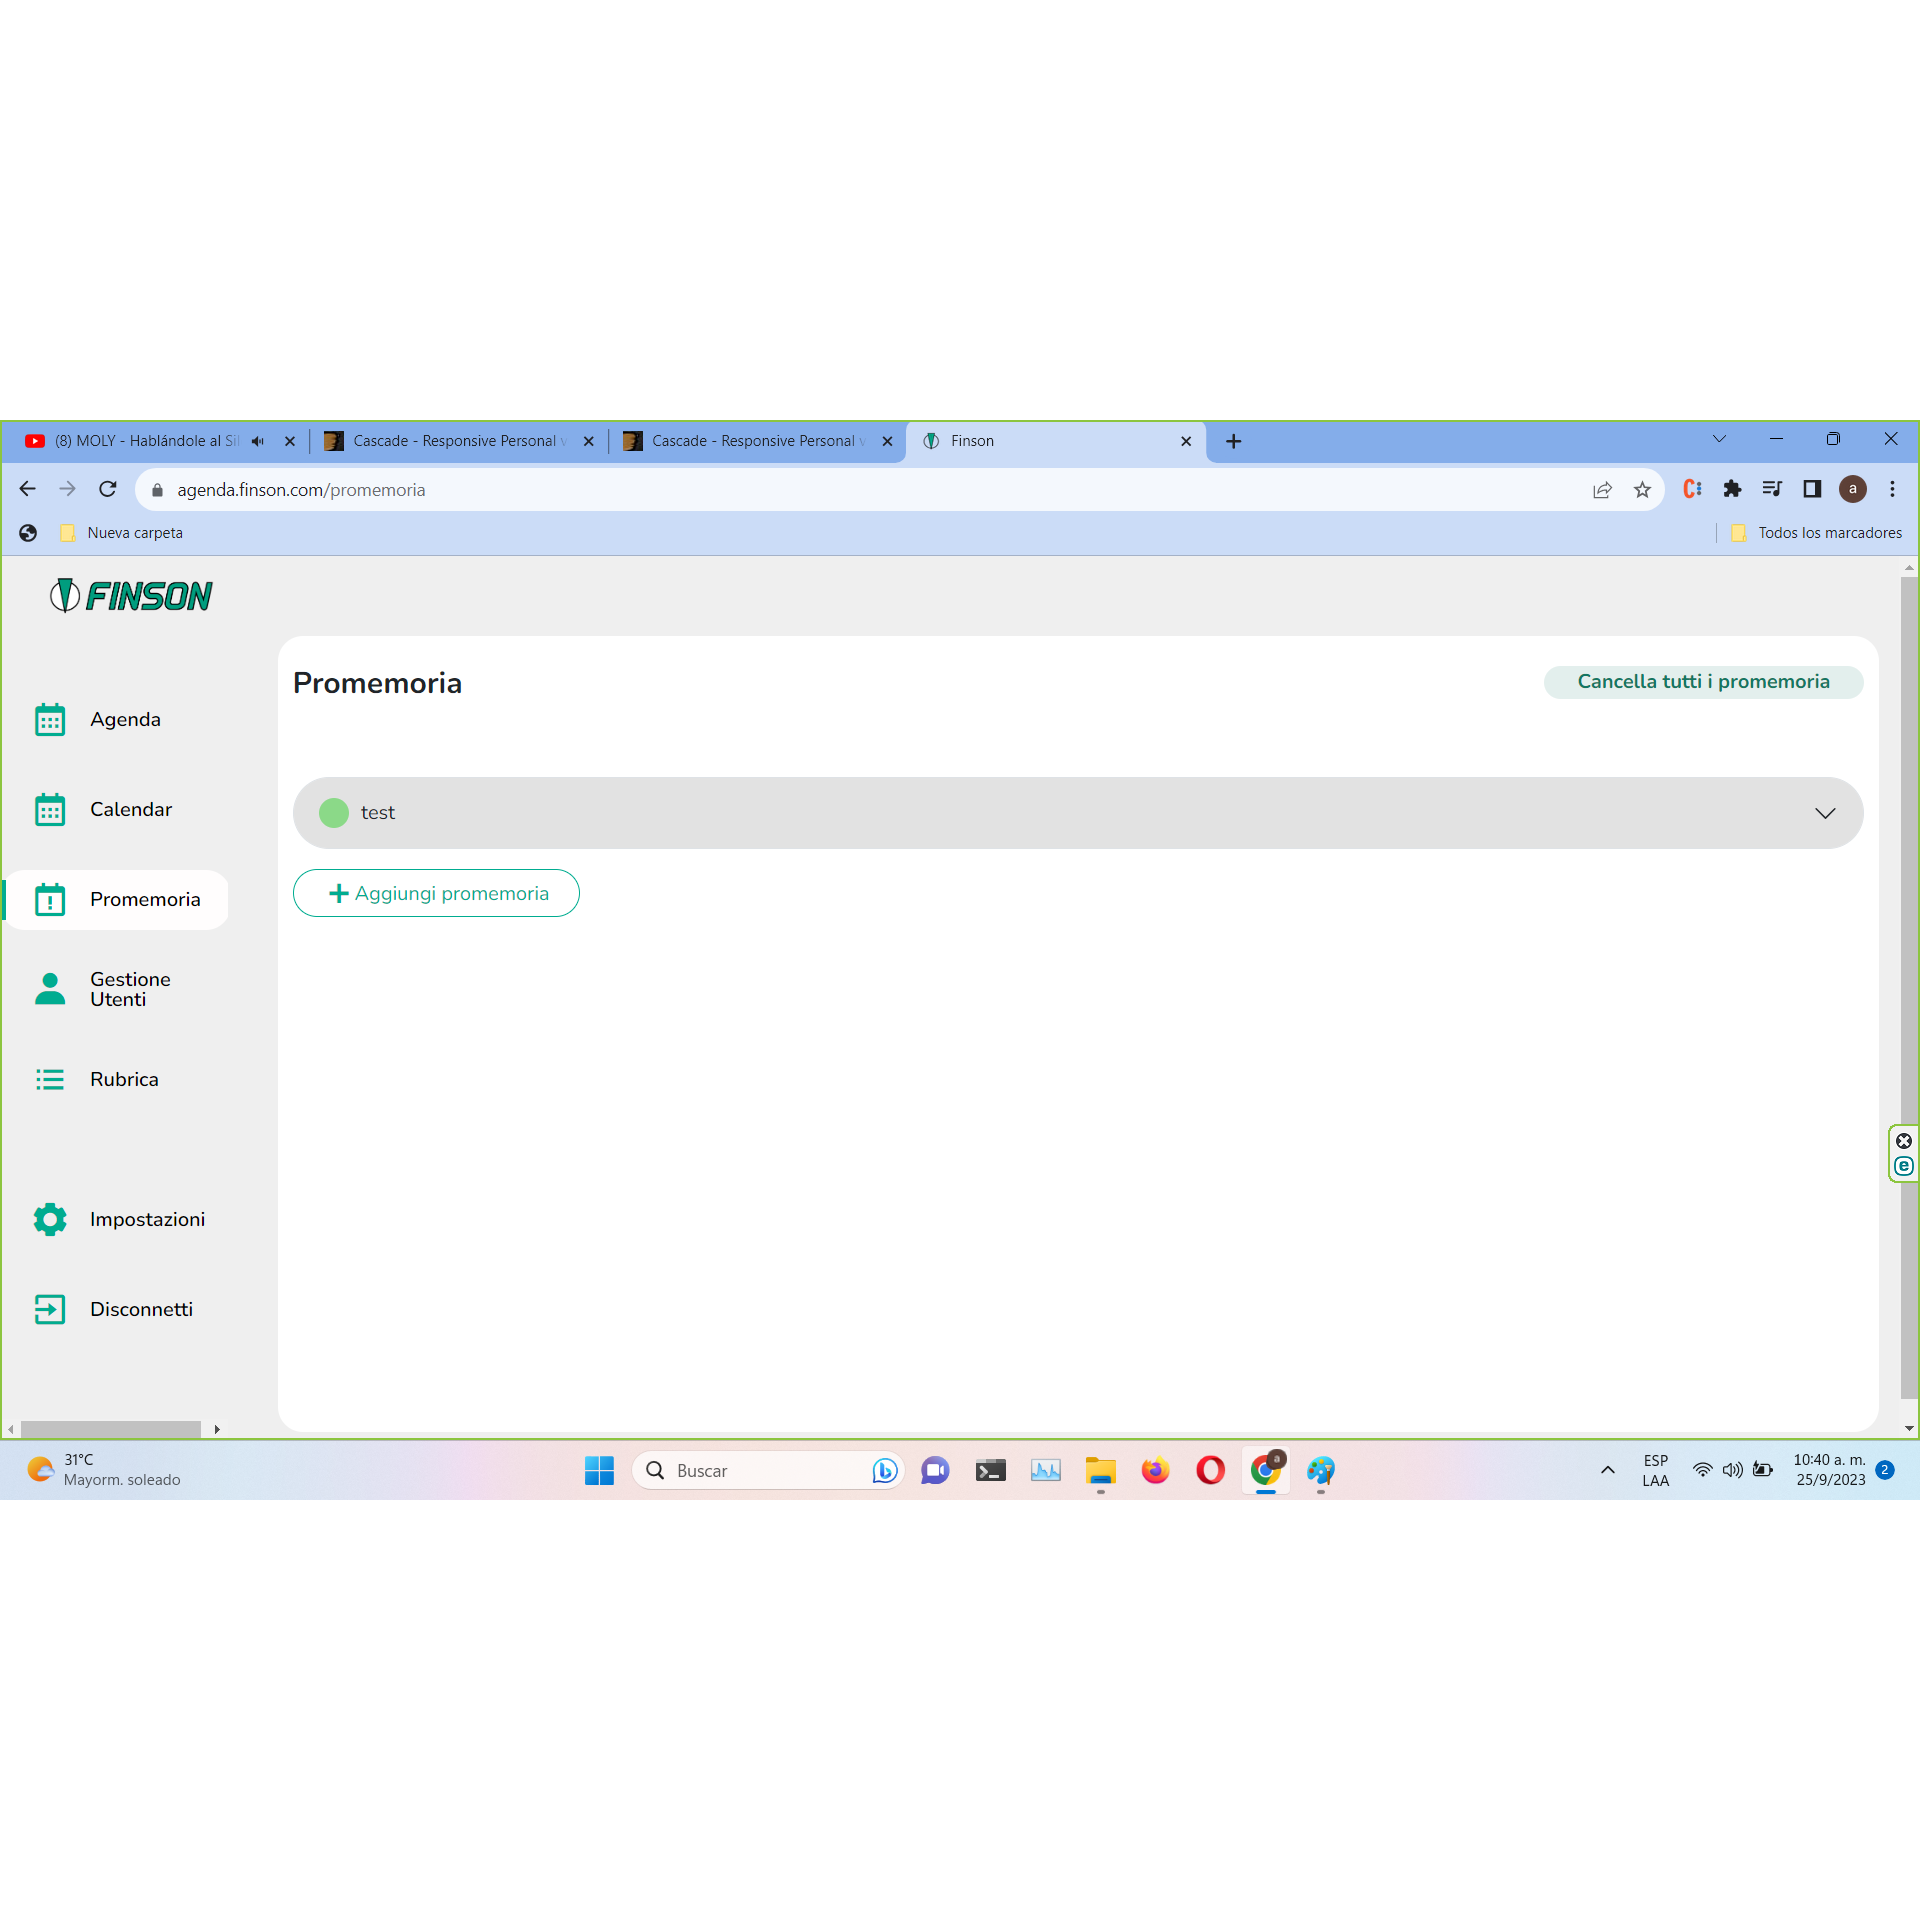 (8) MOLY - Hablándole al Sil
Cascade - Responsive Personal v
Cascade - Responsive Personal v
Finson
agenda.finson.com/promemoria
a
Nueva carpeta
Todos los marcadores
FINSON
Promemoria
Cancella tutti i promemoria
Agenda
Calendar
Promemoria
Gestione
Utenti
Rubrica
Impostazioni
Disconnetti
test
Aggiungi promemoria
31°C
Mayorm. soleado
Buscar
a
ESP
LAA
10:40 a. m.
25/9/2023
2